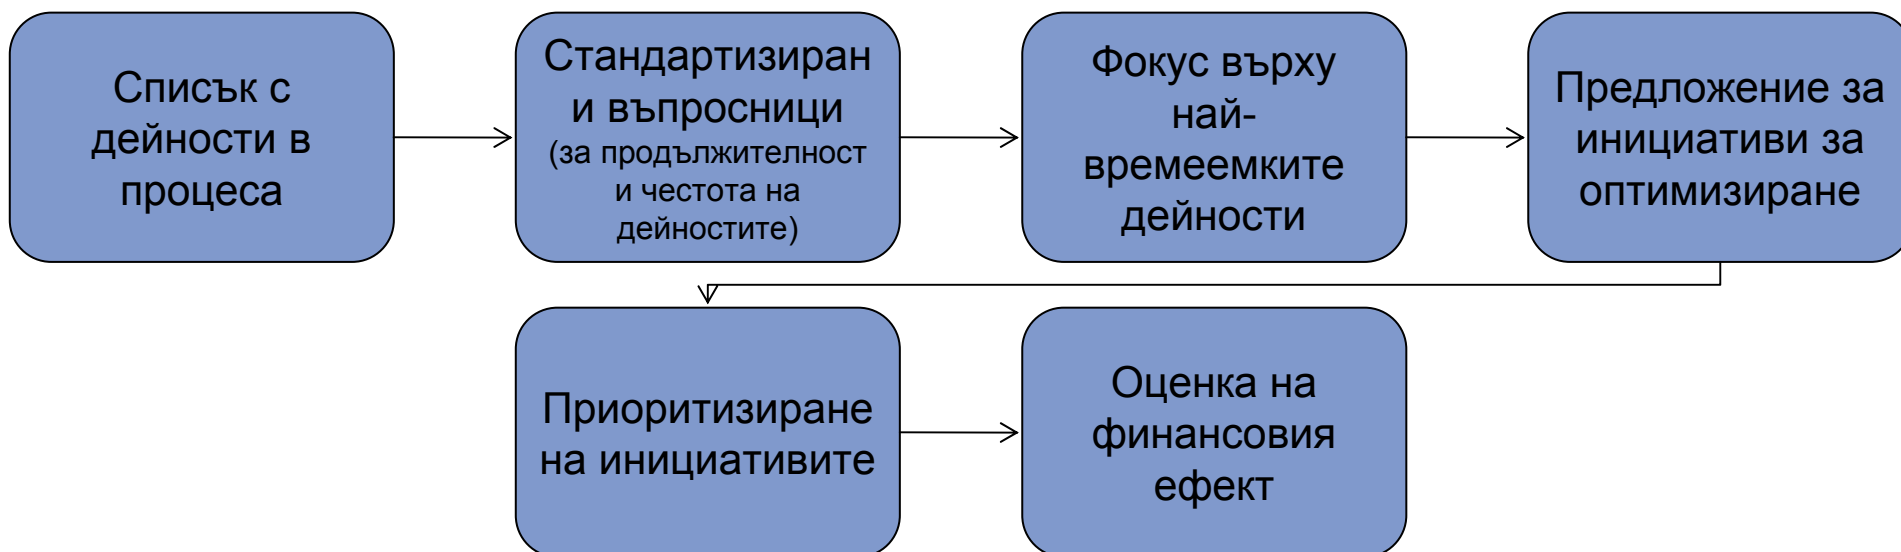 Списък с
дейности в
процеса
Стандартизиран
и въпросници
(за продължителност
и честота на
дейностите)
Фокус върху
най-
времеемките
дейности
Предложение за
инициативи за
оптимизиране
Приоритизиране
на инициативите
Оценка на
финансовия
ефект